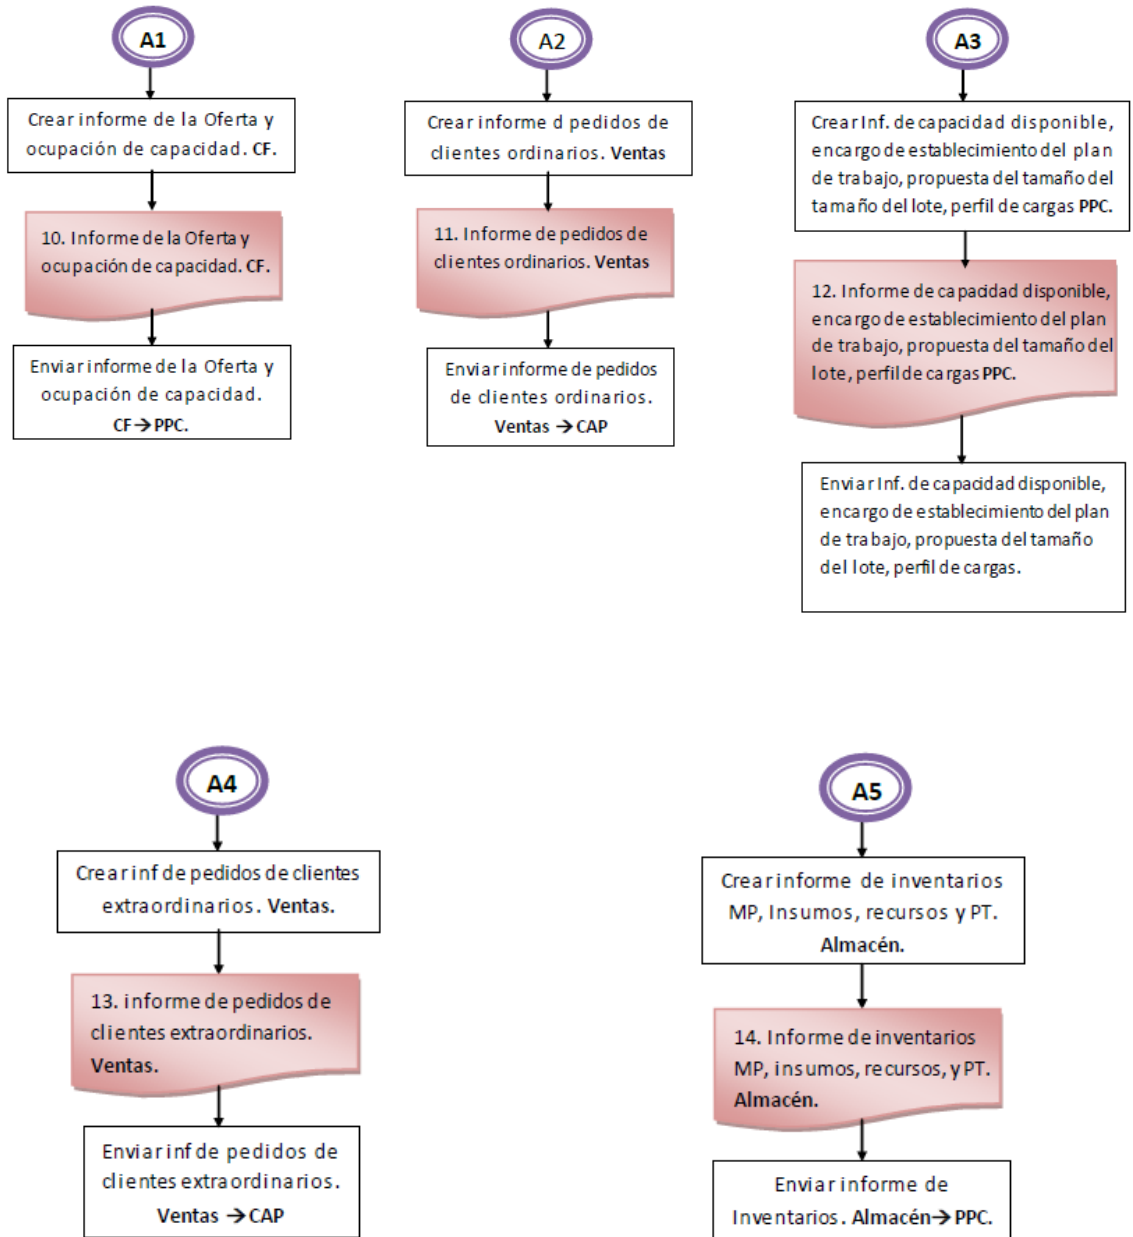 A1
Crear informe de la Oferta y
ocupación de capacidad. CF.
10. Informe de la Oferta y
ocupación de capacidad. CF.
Enviar informe de la Oferta y
ocupación de capacidad.
CF→PPC.
A2
Crear informe d pedidos de
clientes ordinarios. Ventas
11. Informe de pedidos de
clientes ordinarios. Ventas
Enviar informe de pedidos
de clientes ordinarios.
Ventas →CAP
A3
Crear Inf. de capacidad disponible,
encargo de establecimiento del plan
de trabajo, propuesta del tamaño del
tamaño del lote, perfil de cargas PPC.
12. Informe de capacidad disponible,
encargo de establecimiento del plan
de trabajo, propuesta del tamaño del
lote, perfil de cargas PPC.
Enviar Inf. de capacidad disponible,
encargo de establecimiento del plan
de trabajo, propuesta del tamaño
del lote, perfil de cargas.
A4
Crear inf de pedidos de clientes
extraordinarios. Ventas.
13. informe de pedidos de
clientes extraordinarios.
Ventas.
Enviar inf de pedidos de
clientes extraordinarios.
Ventas →CAP
A5
Crear informe de inventarios
MP, Insumos, recursos y PT.
Almacén.
14. Informe de inventarios
MP, insumos, recursos, y PT.
Almacén.
Enviar informe de
Inventarios. Almacén→PPC.